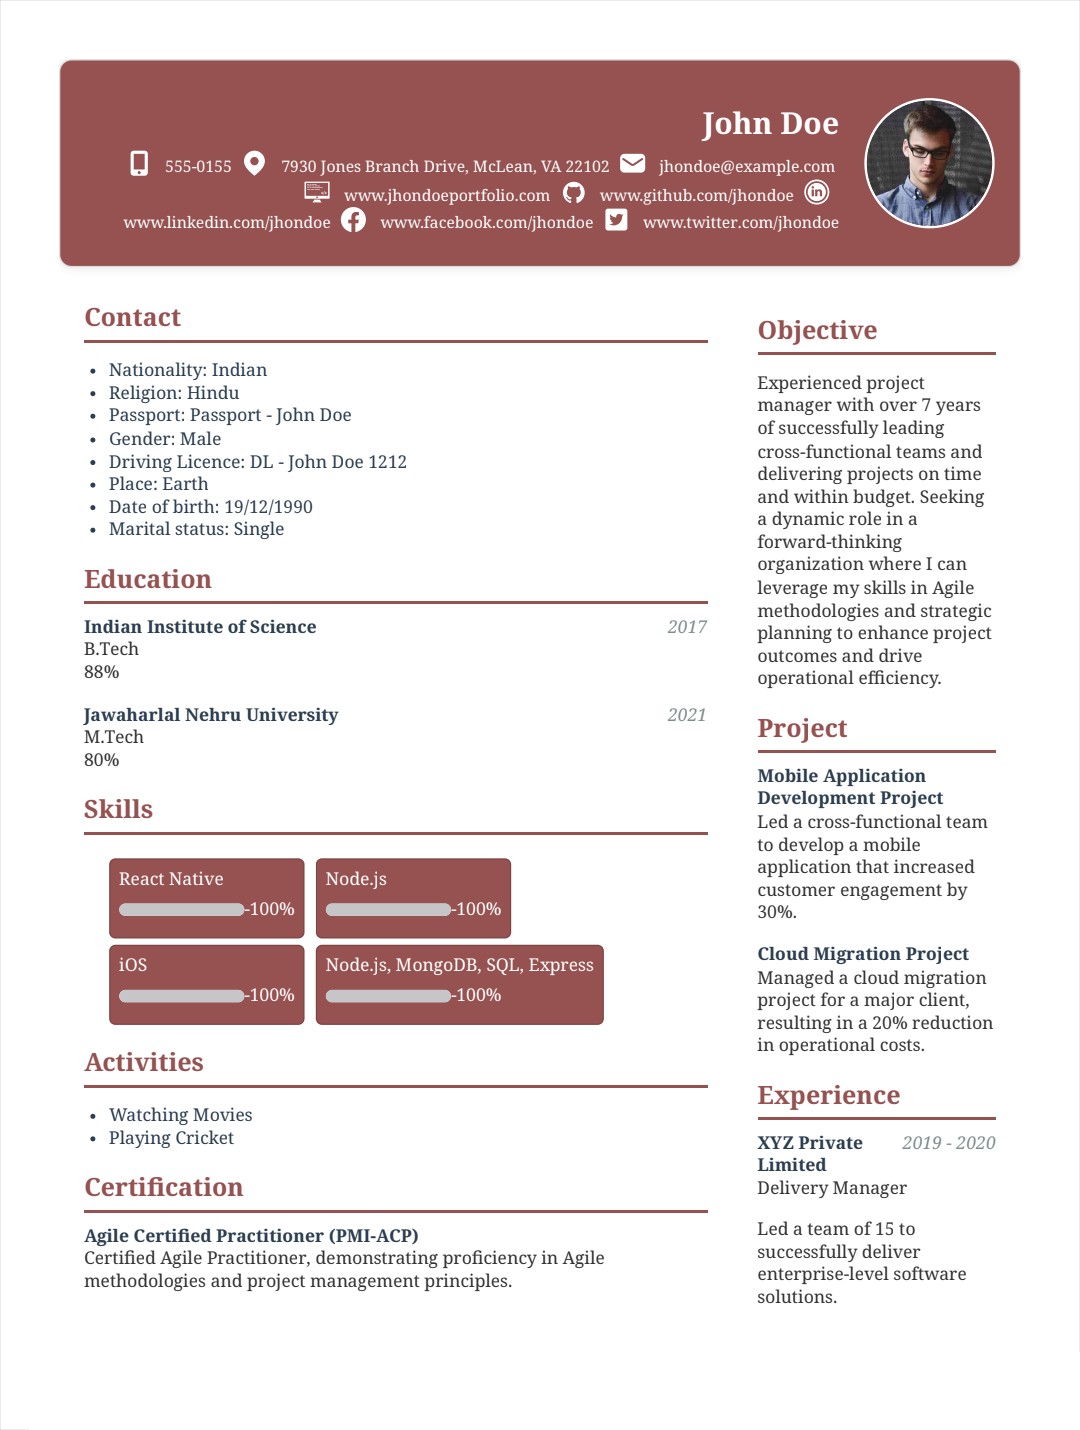 John Doe
555-0155 7930 Jones Branch Drive, McLean, VA 22102 jhondoe@example.com
www.jhondoeportfolio.com www.github.com/jhondoe
www.linkedin.com/jhondoe www.facebook.com/jhondoe www.twitter.com/jhondoe
Contact
• Nationality: Indian
• Religion: Hindu
• Passport: Passport - John Doe
• Gender: Male
• Driving Licence: DL - John Doe 1212
• Place: Earth
• Date of birth: 19/12/1990
• Marital status: Single
Education
Indian Institute of Science 2017
B.Tech
88%
Jawaharlal Nehru University 2021
M.Tech
80%
Skills
React Native
-100%
Node.js
-100%
iOS
-100%
Node.js, MongoDB, SQL, Express
-100%
Activities
• Watching Movies
• Playing Cricket
Certification
Agile Certified Practitioner (PMI-ACP)
Certified Agile Practitioner, demonstrating proficiency in Agile
methodologies and project management principles.
Objective
Experienced project
manager with over 7 years
of successfully leading
cross-functional teams and
delivering projects on time
and within budget. Seeking
a dynamic role in a
forward-thinking
organization where I can
leverage my skills in Agile
methodologies and strategic
planning to enhance project
outcomes and drive
operational efficiency.
Project
Mobile Application
Development Project
Led a cross-functional team
to develop a mobile
application that increased
customer engagement by
30%.
Cloud Migration Project
Managed a cloud migration
project for a major client,
resulting in a 20% reduction
in operational costs.
Experience
XYZ Private 2019 - 2020
Limited
Delivery Manager
Led a team of 15 to
successfully deliver
enterprise-level software
solutions.